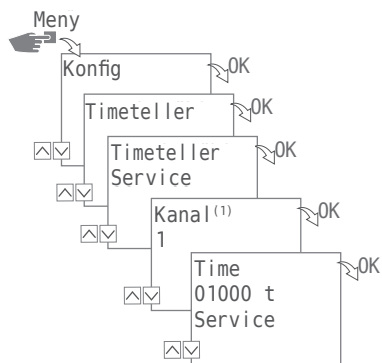 Meny
Konfig
OK
Timeteller
OK
Timeteller
Service
OK
Kanal(1)
1
OK
Time
01000 t
Service
OK